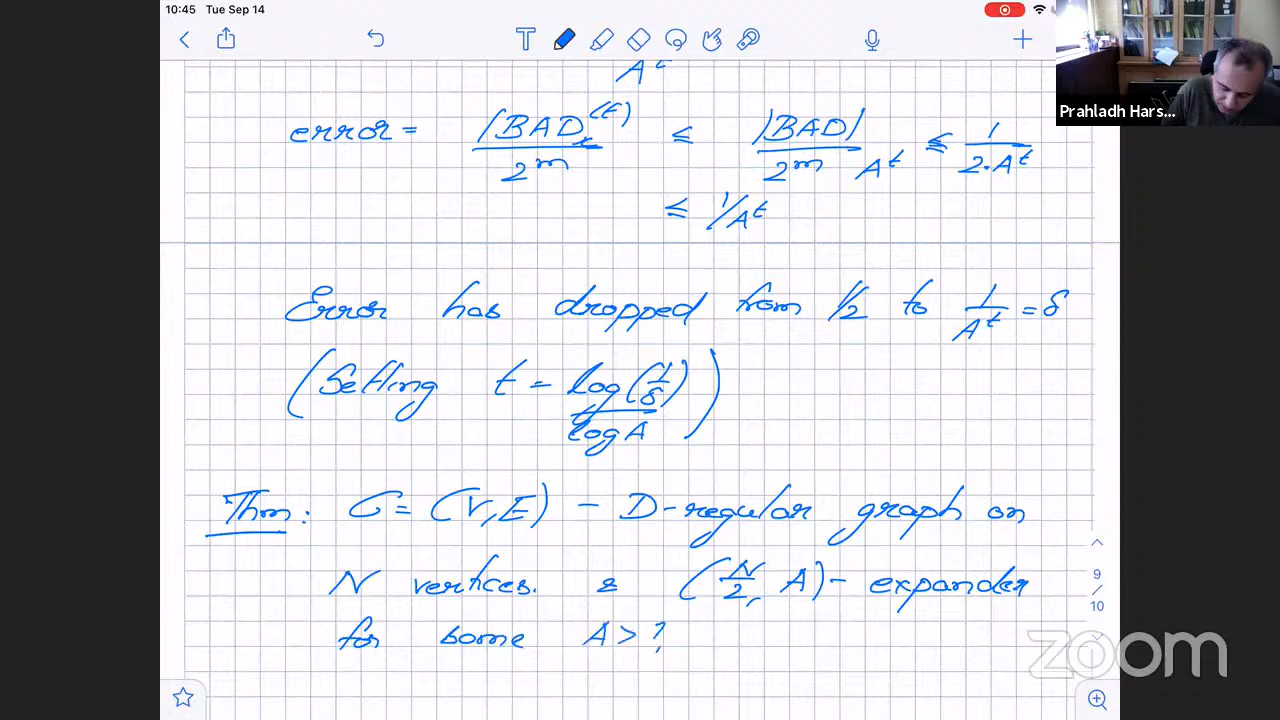 10:45 Tue Sep 14
Prahladh Hars...
A^t
error = |BAD^(t)| / 2^m ≤ |BAD| / 2^m A^t ≤ 1 / 2·A^t
≤ 1/A^t
Error has dropped from 1/2 to 1/A^t = δ
(Setting t = log(1/δ) / log A)
Thm: G = (V, E) - D-regular graph on
N vertices & (N/2, A)- expander
for some A >
9 / 10
zoom